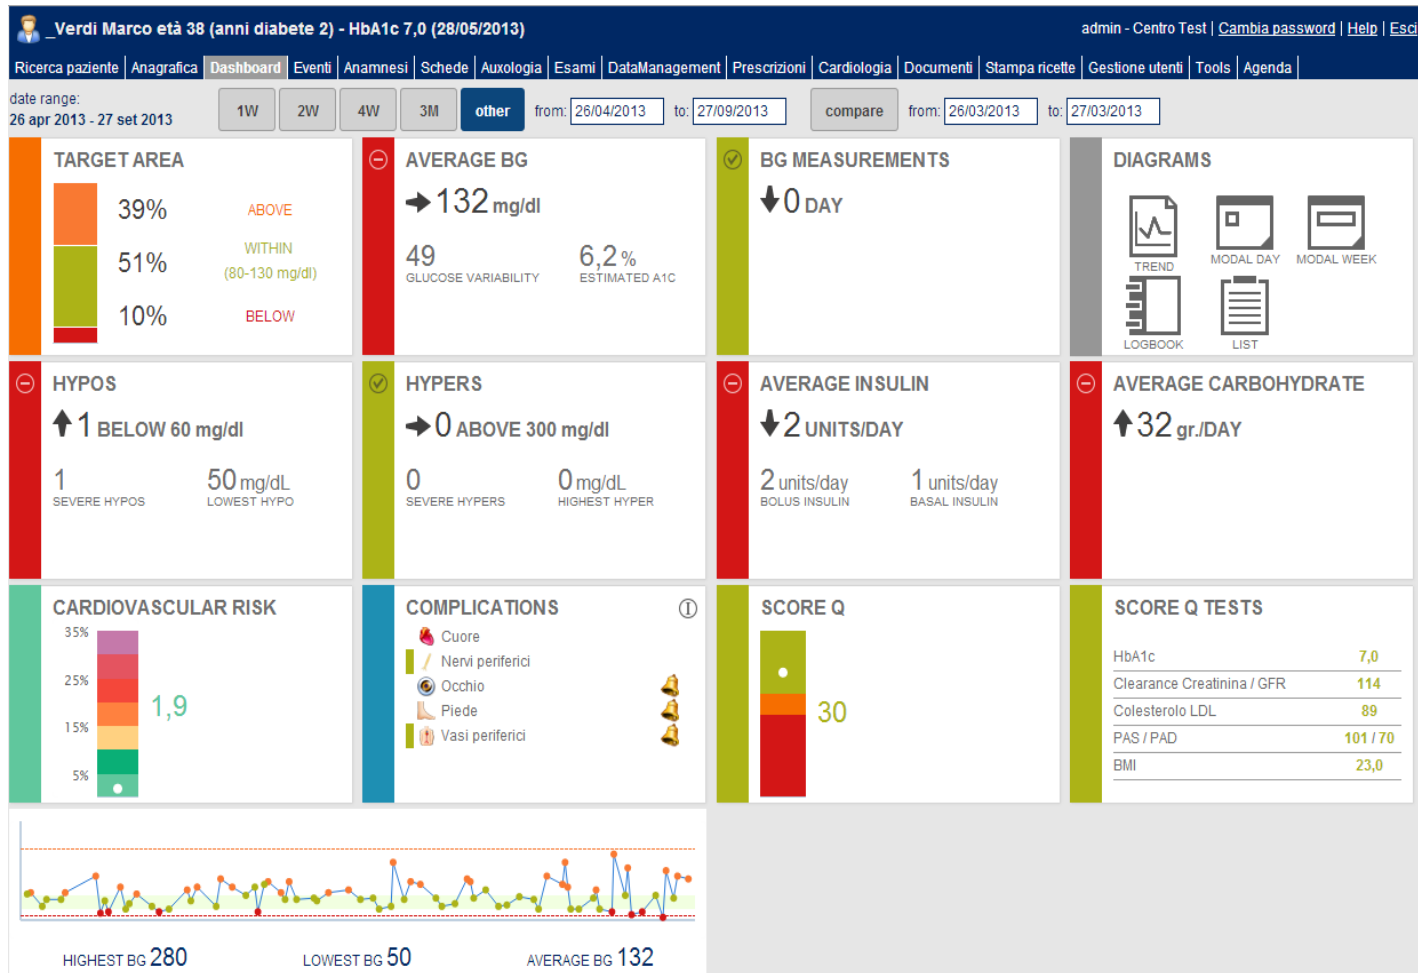 _Verdi Marco età 38 (anni diabete 2) - HbA1c 7,0 (28/05/2013)
admin - Centro Test | Cambia password | Help | Esci
Ricerca paziente | Anagrafica | Dashboard | Eventi | Anamnesi | Schede | Auxologia | Esami | DataManagement | Prescrizioni | Cardiologia | Documenti | Stampa ricette | Gestione utenti | Tools | Agenda |
date range:
26 apr 2013 - 27 set 2013
1W 2W 4W 3M other from: 26/04/2013 to: 27/09/2013 compare from: 26/03/2013 to: 27/03/2013
TARGET AREA
39% ABOVE
51% WITHIN
(80-130 mg/dl)
10% BELOW
AVERAGE BG
132 mg/dl
49 6,2 %
GLUCOSE VARIABILITY ESTIMATED A1C
BG MEASUREMENTS
0 DAY
DIAGRAMS
TREND MODAL DAY MODAL WEEK
LOGBOOK LIST
HYPOS
1 BELOW 60 mg/dl
1 50 mg/dL
SEVERE HYPOS LOWEST HYPO
HYPERS
0 ABOVE 300 mg/dl
0 0 mg/dL
SEVERE HYPERS HIGHEST HYPER
AVERAGE INSULIN
2 UNITS/DAY
2 units/day 1 units/day
BOLUS INSULIN BASAL INSULIN
AVERAGE CARBOHYDRATE
32 gr./DAY
CARDIOVASCULAR RISK
35%
25%
1,9
15%
5%
COMPLICATIONS
Cuore
Nervi periferici
Occhio
Piede
Vasi periferici
SCORE Q
30
SCORE Q TESTS
HbA1c 7,0
Clearance Creatinina / GFR 114
Colesterolo LDL 89
PAS / PAD 101 / 70
BMI 23,0
HIGHEST BG 280 LOWEST BG 50 AVERAGE BG 132